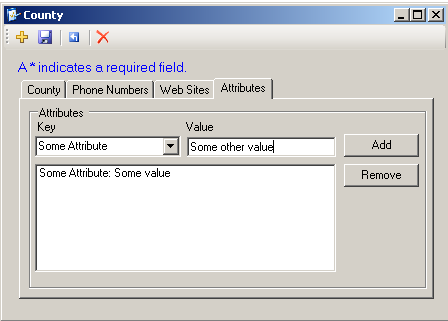 County
A * indicates a required field.
County Phone Numbers Web Sites Attributes
Attributes
Key Value
Some Attribute Some other value Add
Some Attribute: Some value Remove